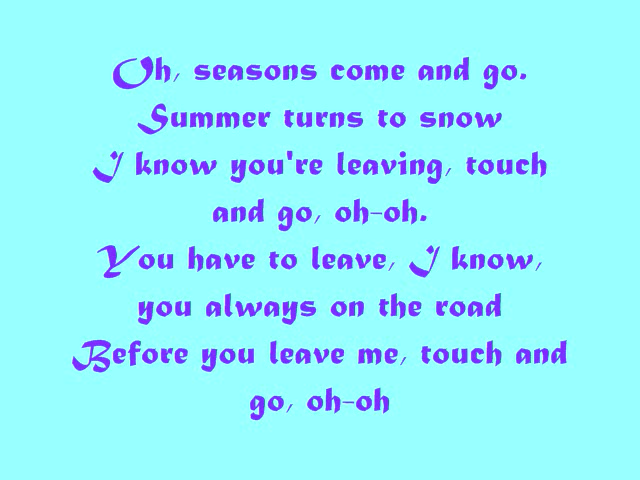 Oh, seasons come and go.
Summer turns to snow
I know you're leaving, touch
and go, oh-oh.
You have to leave, I know,
you always on the road
Before you leave me, touch and
go, oh-oh